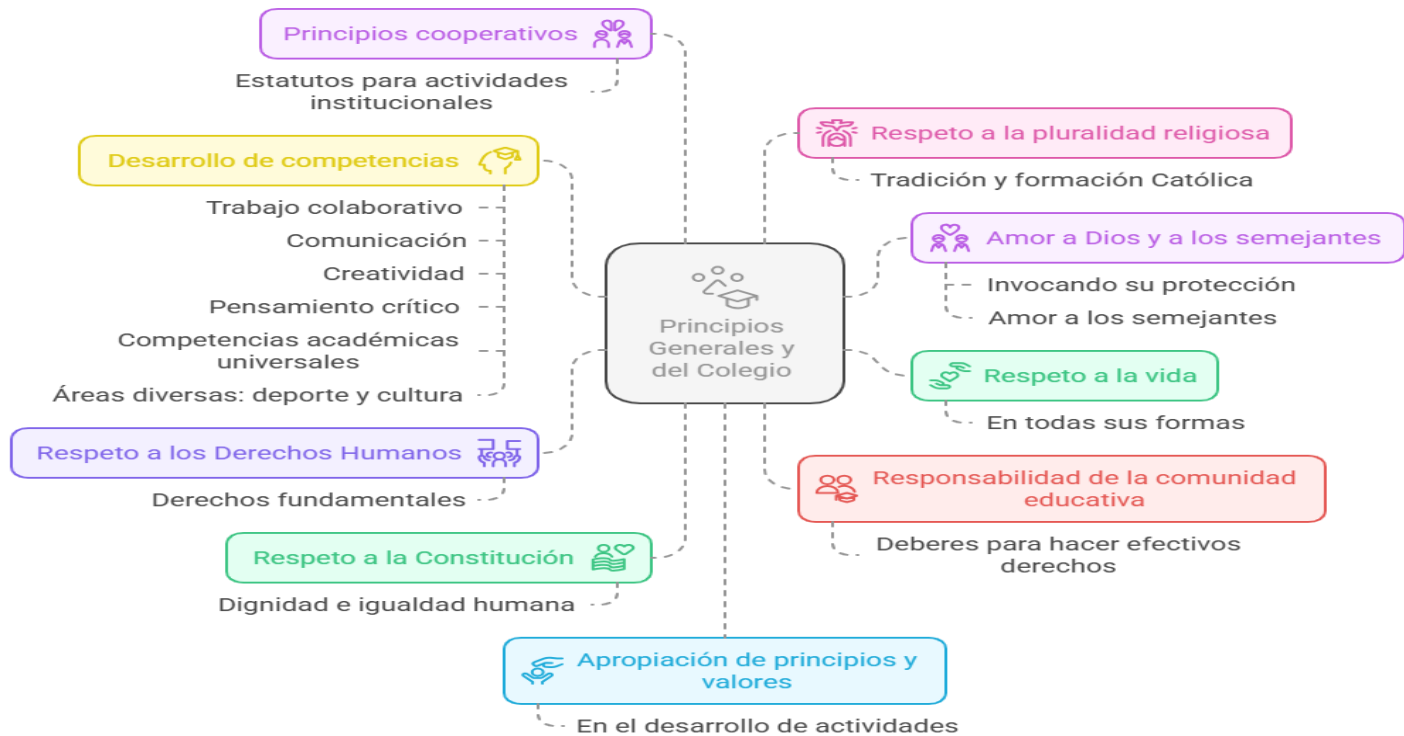 Principios cooperativos
Estatutos para actividades
institucionales
Desarrollo de competencias
Trabajo colaborativo
Comunicación
Creatividad
Pensamiento crítico
Competencias académicas
universales
Áreas diversas: deporte y cultura
Respeto a los Derechos Humanos
Derechos fundamentales
Respeto a la Constitución
Dignidad e igualdad humana
Principios
Generales y
del Colegio
Respeto a la pluralidad religiosa
Tradición y formación Católica
Amor a Dios y a los semejantes
Invocando su protección
Amor a los semejantes
Respeto a la vida
En todas sus formas
Responsabilidad de la comunidad
educativa
Deberes para hacer efectivos
derechos
Apropiación de principios y
valores
En el desarrollo de actividades